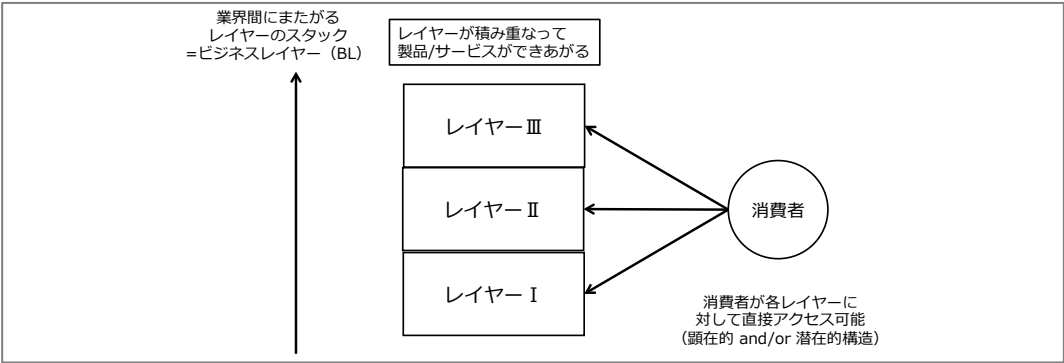 業界間にまたがる
レイヤーのスタック
=ビジネスレイヤー（BL）
レイヤーが積み重なって
製品/サービスができあがる
レイヤーⅢ
レイヤーⅡ
レイヤーⅠ
消費者
消費者が各レイヤーに
対して直接アクセス可能
（顕在的 and/or 潜在的構造）